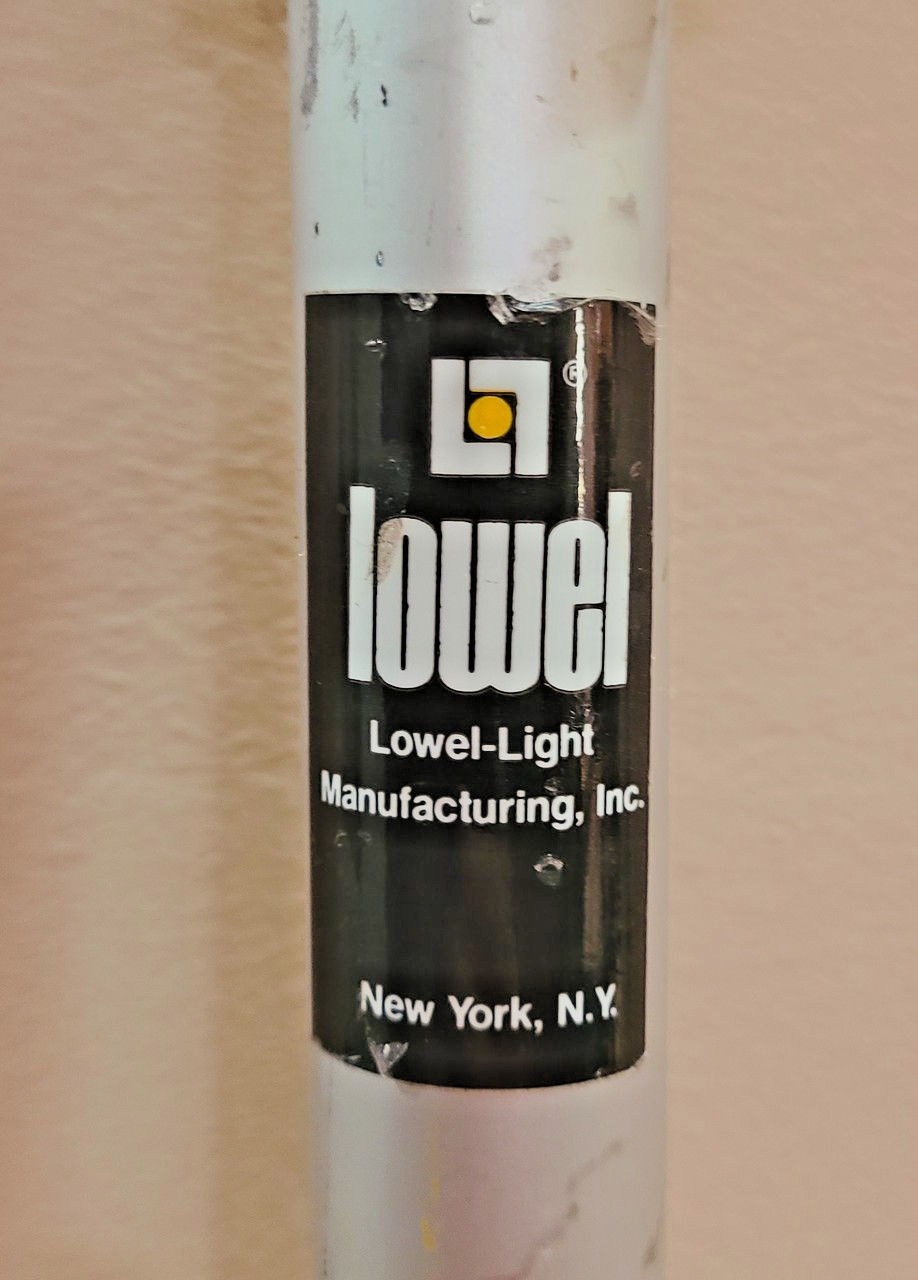 ®
lowel
Lowel-Light
Manufacturing, Inc.
New York, N.Y.